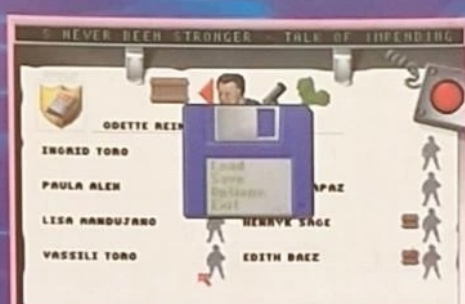 S NEVER BEEN STRONGER - TALK OF IMPENDING
ODETTE REIN
INGRID TORO
PAULA ALEX
APAZ
LISA MANDUJANO
HENRYK SAGE
VASSILI TORO
EDITH BAEZ
Load
Save
Options
Exit